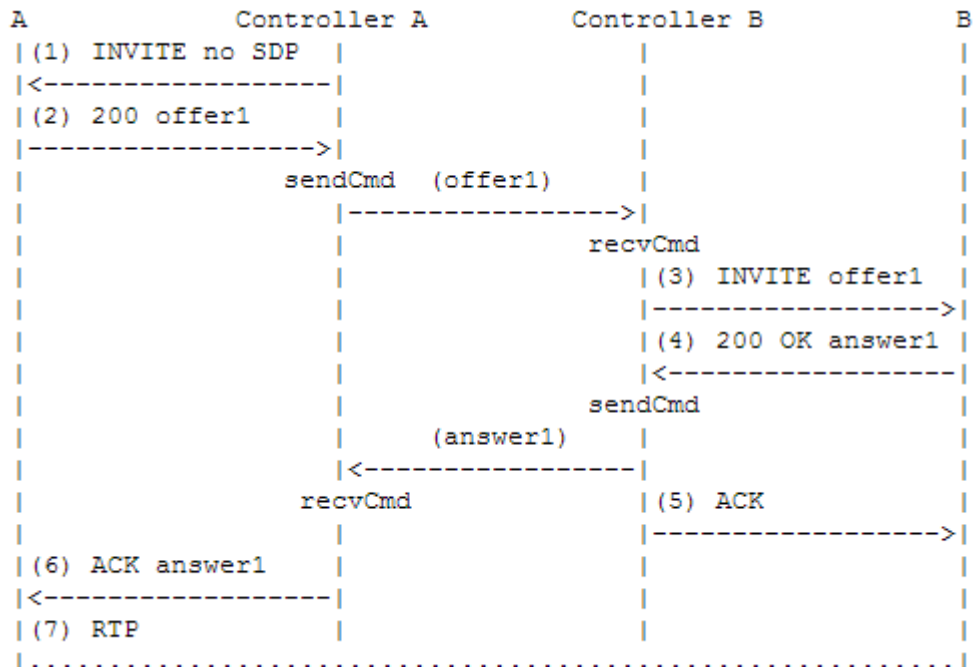 A Controller A Controller B B
(1) INVITE no SDP
(2) 200 offer1
sendCmd (offer1)
recvCmd
(3) INVITE offer1
(4) 200 OK answer1
sendCmd
(answer1)
recvCmd (5) ACK
(6) ACK answer1
(7) RTP